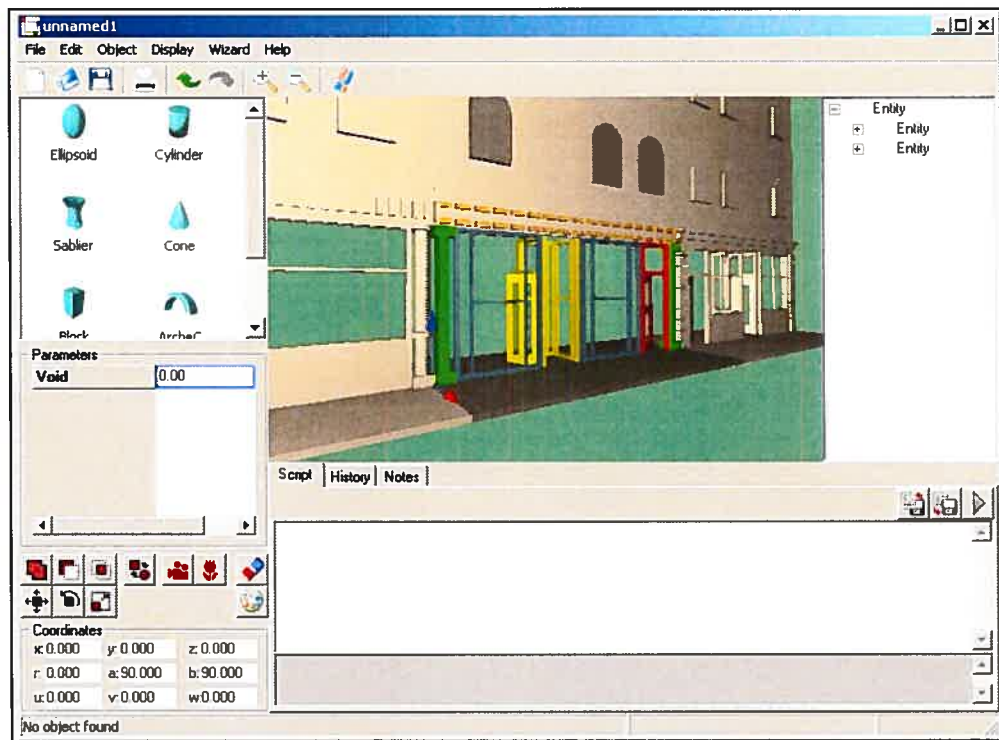 unnamed1
File Edit Object Display Wizard Help
Ellipsoid Cylinder
Sablier Cone
Block ArcheC
Entity
Entity
Entity
Parameters
Void 0.00
Script History Notes
Coordinates
x: 0.000 y: 0.000 z: 0.000
r: 0.000 a: 90.000 b: 90.000
u: 0.000 v: 0.000 w: 0.000
No object found